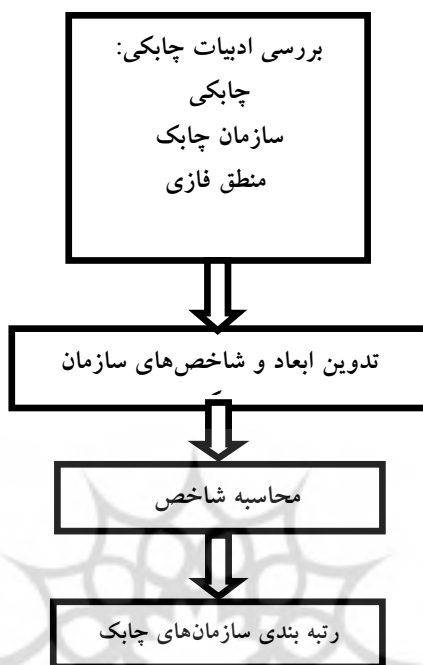 بررسی ادبیات چابکی:
چابکی
سازمان چابک
منطق فازی
تدوین ابعاد و شاخص‌های سازمان
محاسبه شاخص
رتبه بندی سازمان‌های چابک